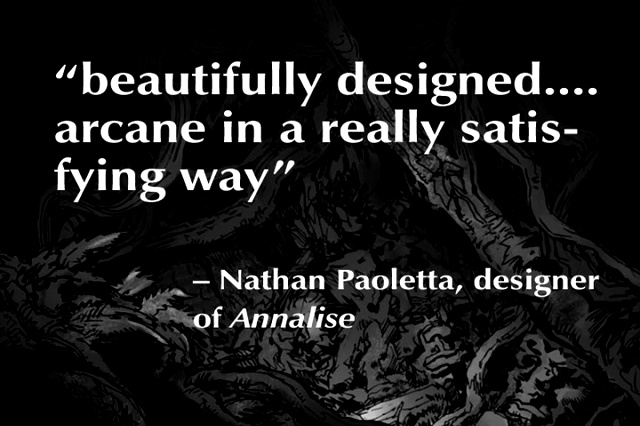 “beautifully designed....
arcane in a really satis-
fying way”
– Nathan Paoletta, designer
of Annalise